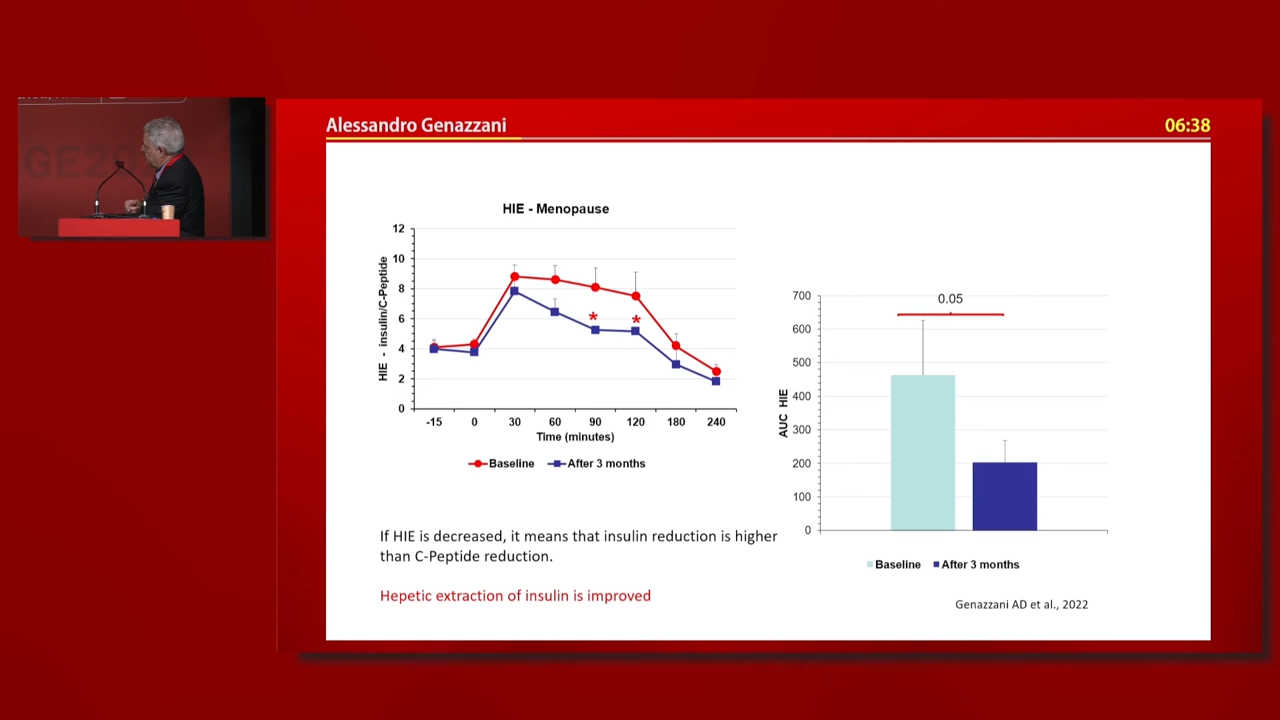 GE20
Alessandro Genazzani
06:38
HIE - Menopause
HIE - insulin/C-Peptide
12
10
8
6
4
2
0
* *
-15 0 30 60 90 120 180 240
Time (minutes)
Baseline After 3 months
If HIE is decreased, it means that insulin reduction is higher
than C-Peptide reduction.
Hepetic extraction of insulin is improved
0.05
AUC HIE
700
600
500
400
300
200
100
0
Baseline After 3 months
Genazzani AD et al., 2022